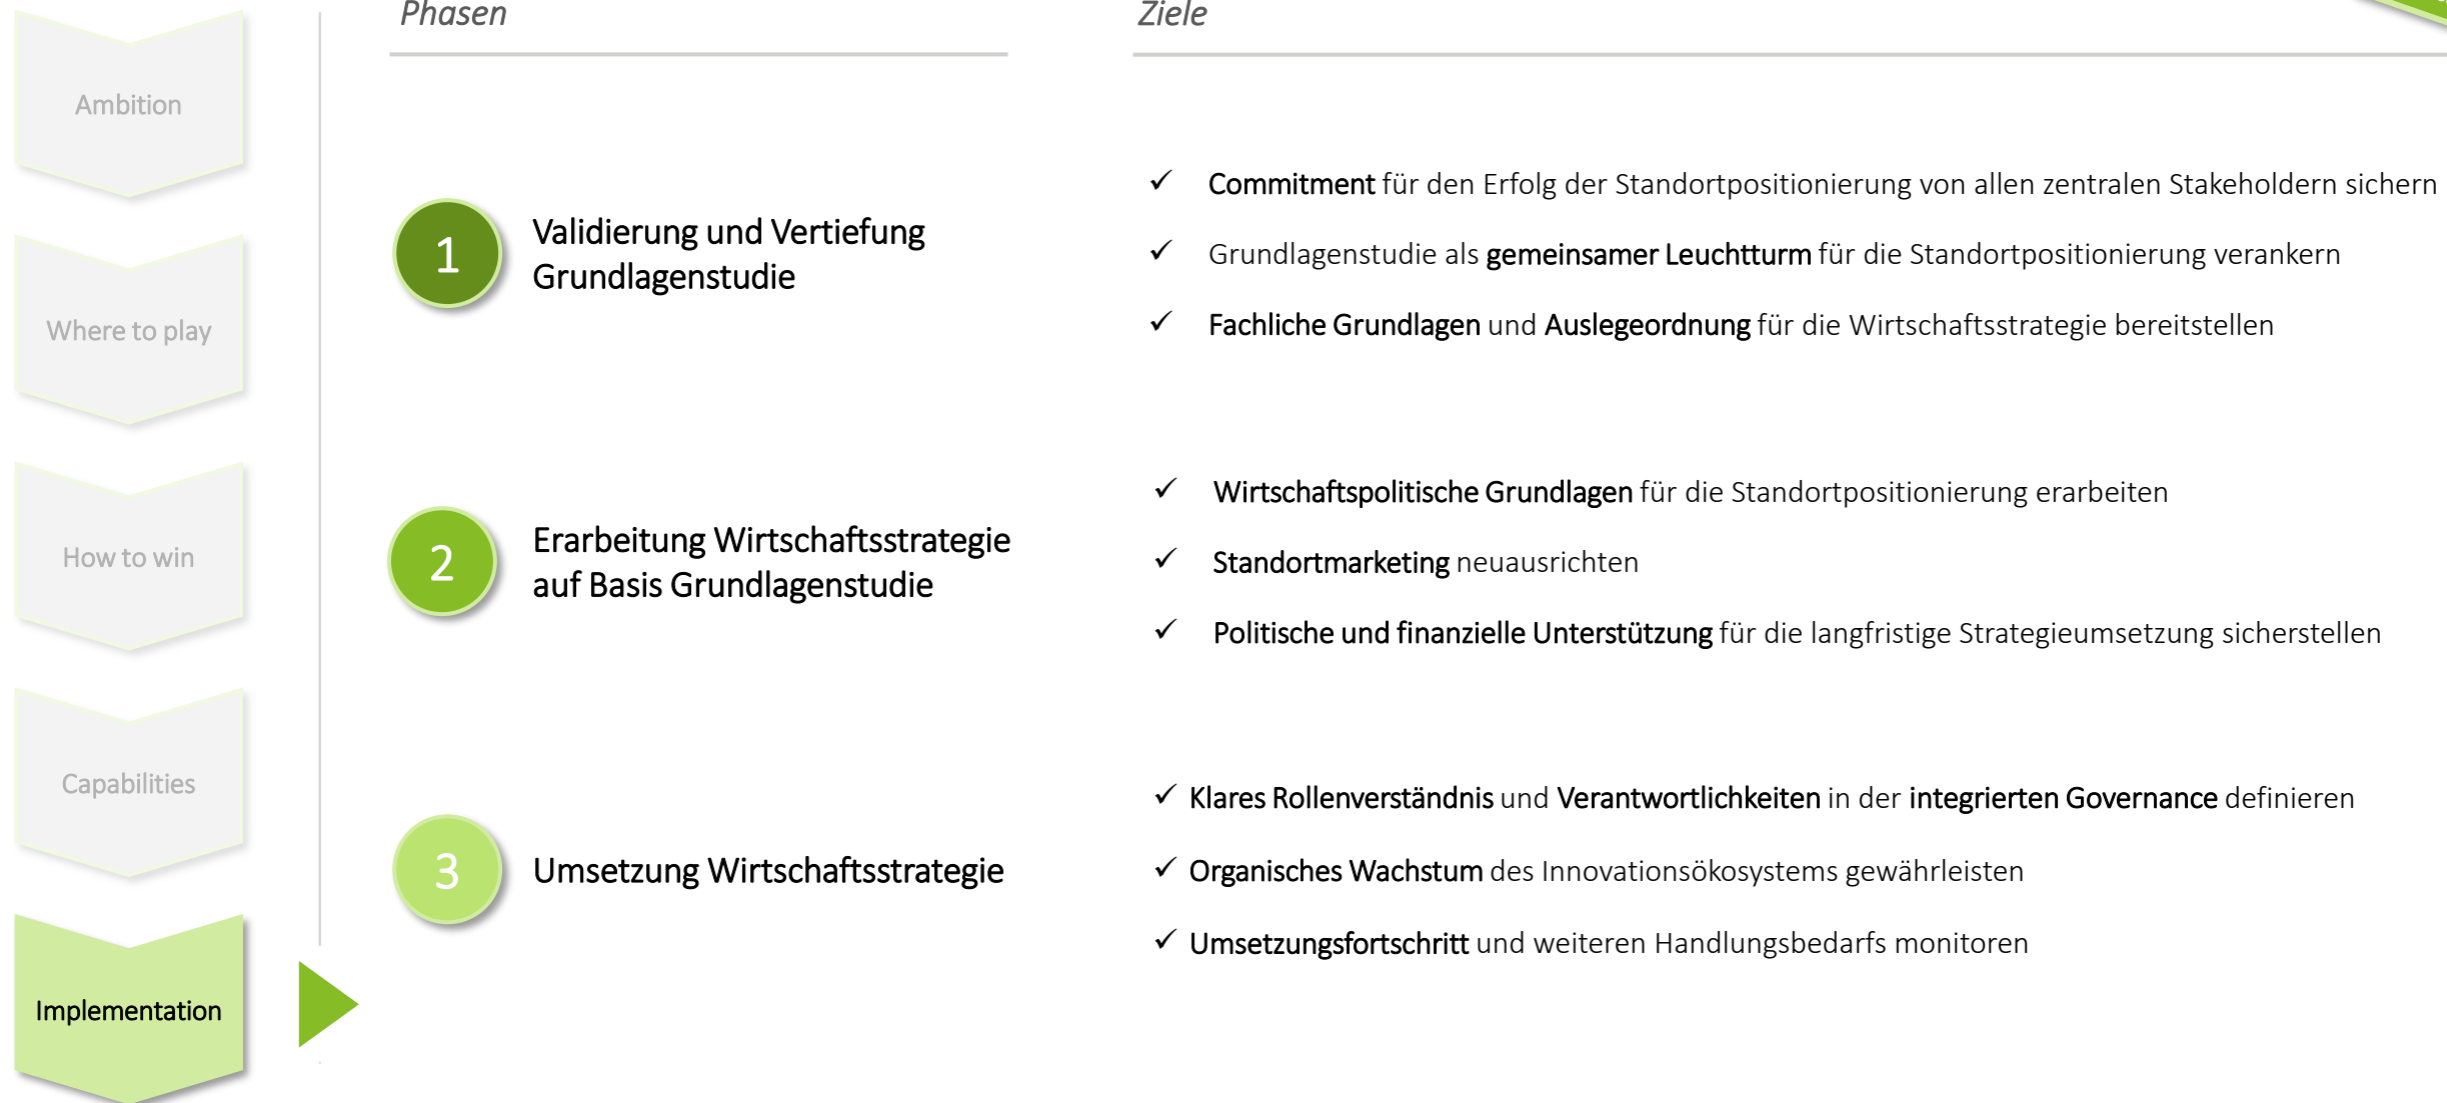 Phasen
Ziele
Ambition
Where to play
How to win
Capabilities
Implementation
1
Validierung und Vertiefung
Grundlagenstudie
✓ Commitment für den Erfolg der Standortpositionierung von allen zentralen Stakeholdern sichern
✓ Grundlagenstudie als gemeinsamer Leuchtturm für die Standortpositionierung verankern
✓ Fachliche Grundlagen und Auslegeordnung für die Wirtschaftsstrategie bereitstellen
2
Erarbeitung Wirtschaftsstrategie
auf Basis Grundlagenstudie
✓ Wirtschaftspolitische Grundlagen für die Standortpositionierung erarbeiten
✓ Standortmarketing neuausrichten
✓ Politische und finanzielle Unterstützung für die langfristige Strategieumsetzung sicherstellen
3
Umsetzung Wirtschaftsstrategie
✓ Klares Rollenverständnis und Verantwortlichkeiten in der integrierten Governance definieren
✓ Organisches Wachstum des Innovationsökosystems gewährleisten
✓ Umsetzungsfortschritt und weiteren Handlungsbedarfs monitoren